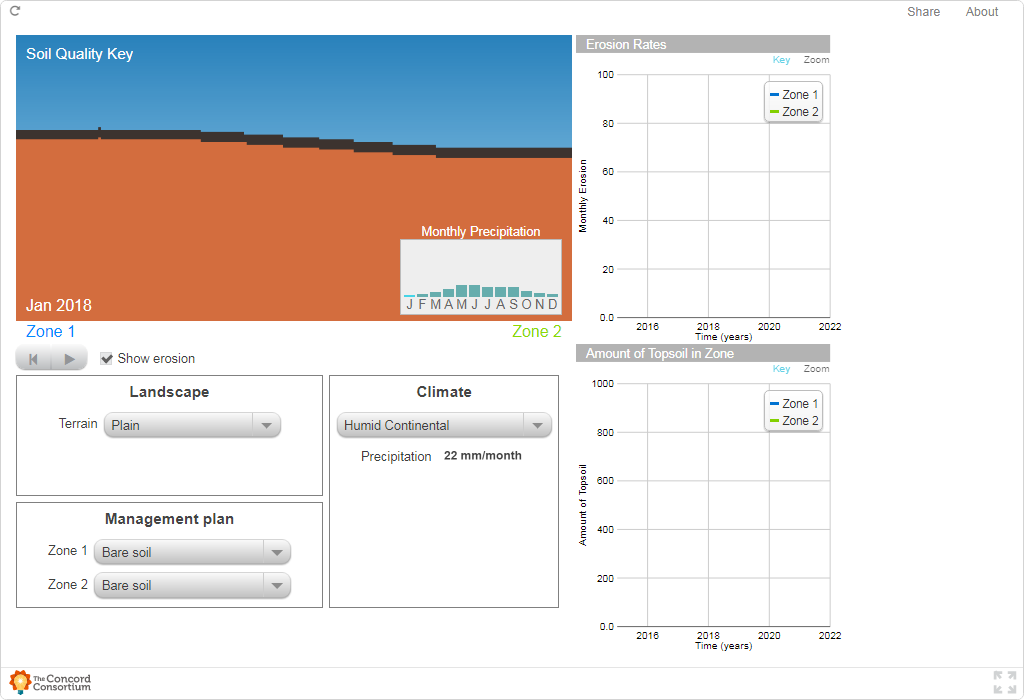 Share About
Soil Quality Key
Monthly Precipitation
J F M A M J J A S O N D
Jan 2018
Zone 1 Zone 2
Show erosion
Landscape
Terrain Plain
Management plan
Zone 1 Bare soil
Zone 2 Bare soil
Climate
Humid Continental
Precipitation 22 mm/month
Erosion Rates
Key Zoom
100
80
60
40
20
0.0
Monthly Erosion
Zone 1
Zone 2
2016 2018 2020 2022
Time (years)
Amount of Topsoil in Zone
Key Zoom
1000
800
600
400
200
0.0
Amount of Topsoil
Zone 1
Zone 2
2016 2018 2020 2022
Time (years)
The Concord
Consortium